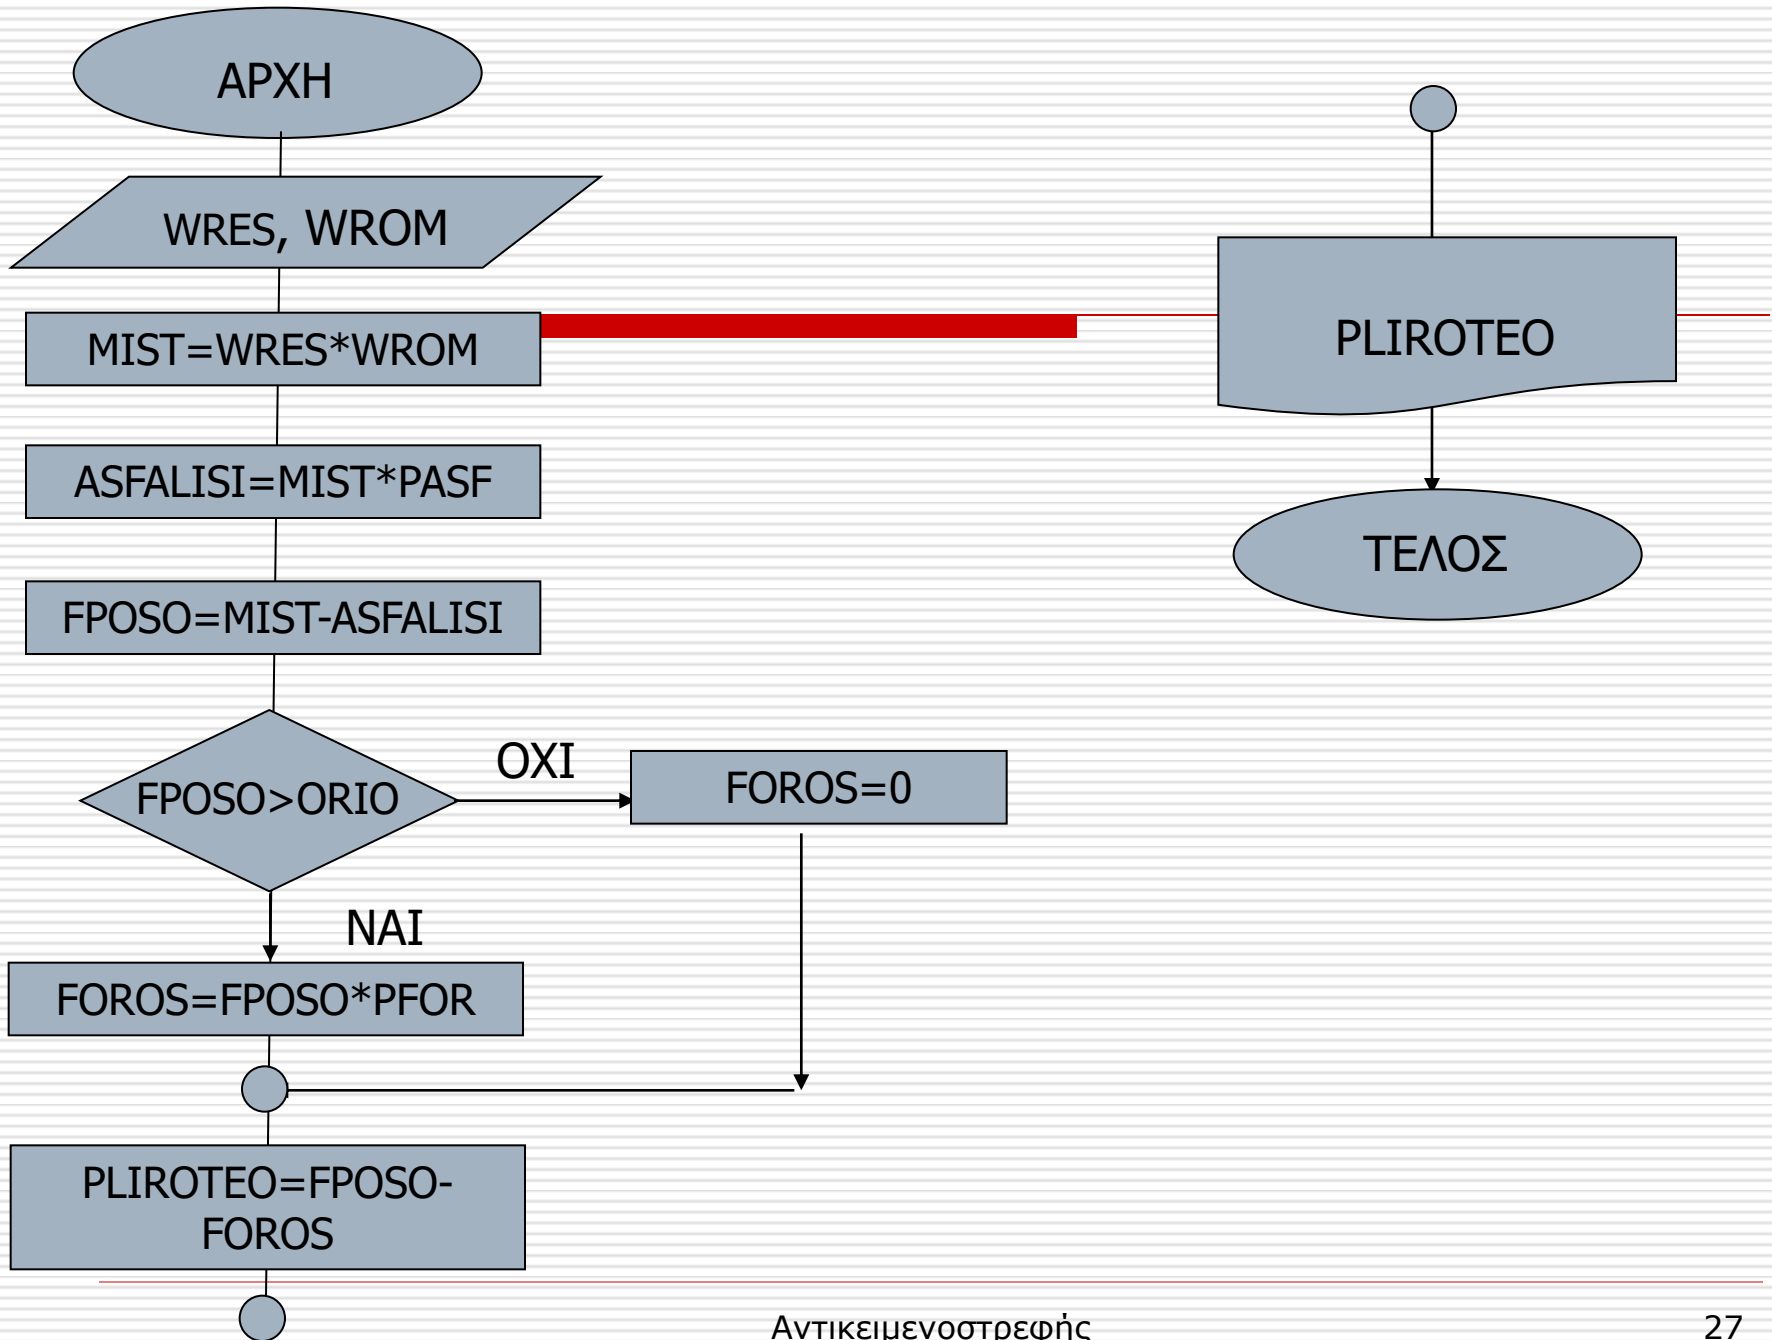 ΑΡΧΗ
WRES, WROM
MIST=WRES*WROM
ASFALISI=MIST*PASF
FPOSO=MIST-ASFALISI
FPOSO>ORIO
ΟΧΙ
FOROS=0
ΝΑΙ
FOROS=FPOSO*PFOR
PLIROTEO=FPOSO-
FOROS
PLIROTEO
ΤΕΛΟΣ
Αντικειμενοστρεφής
27